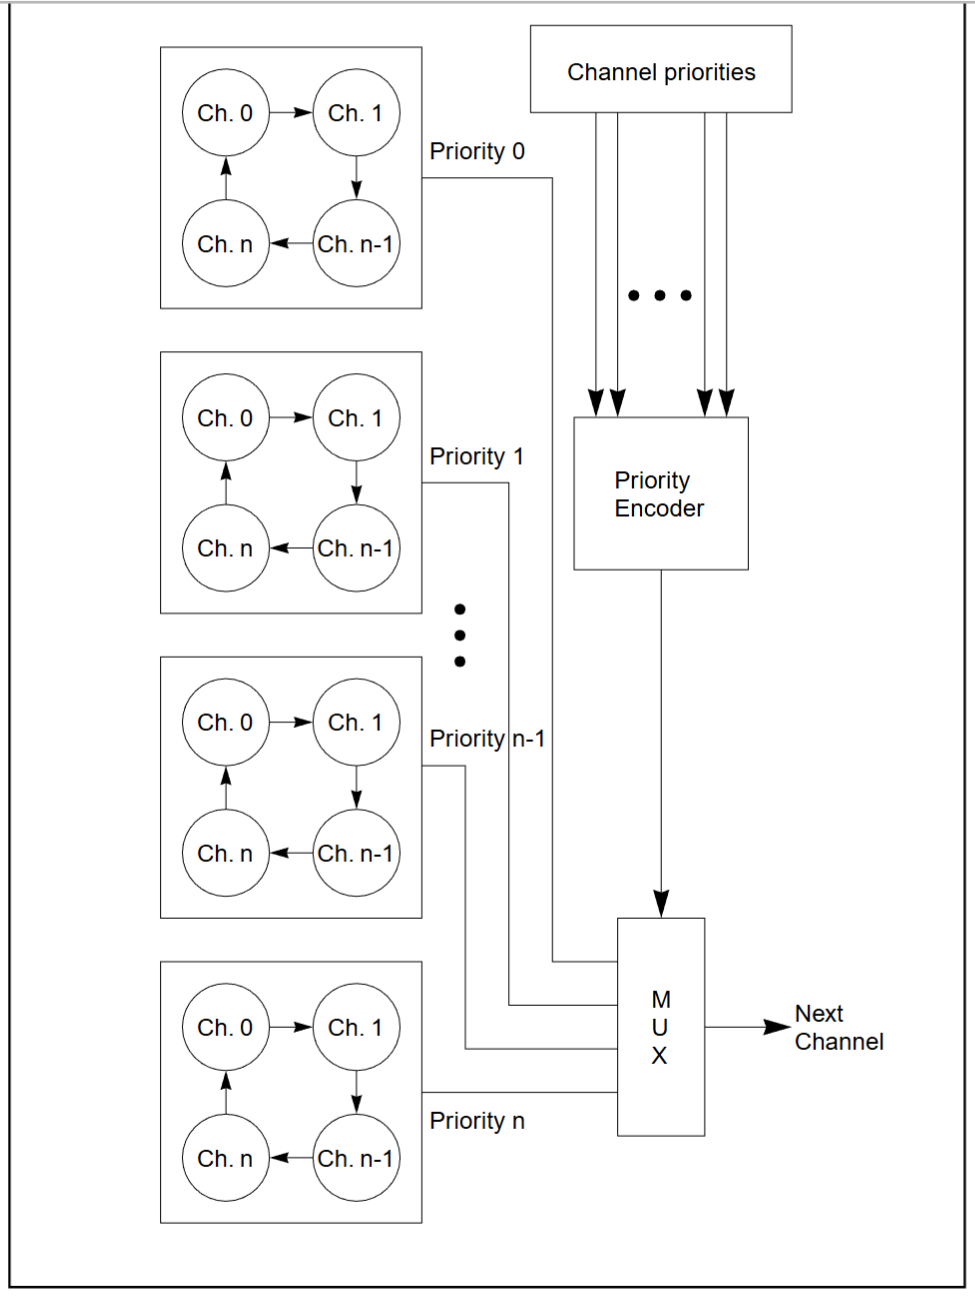 Channel priorities
Ch. 0
Ch. 1
Ch. n
Ch. n-1
Priority 0
Ch. 0
Ch. 1
Ch. n
Ch. n-1
Priority 1
Priority
Encoder
Ch. 0
Ch. 1
Ch. n
Ch. n-1
Priority n-1
Ch. 0
Ch. 1
Ch. n
Ch. n-1
Priority n
M
U
X
Next
Channel